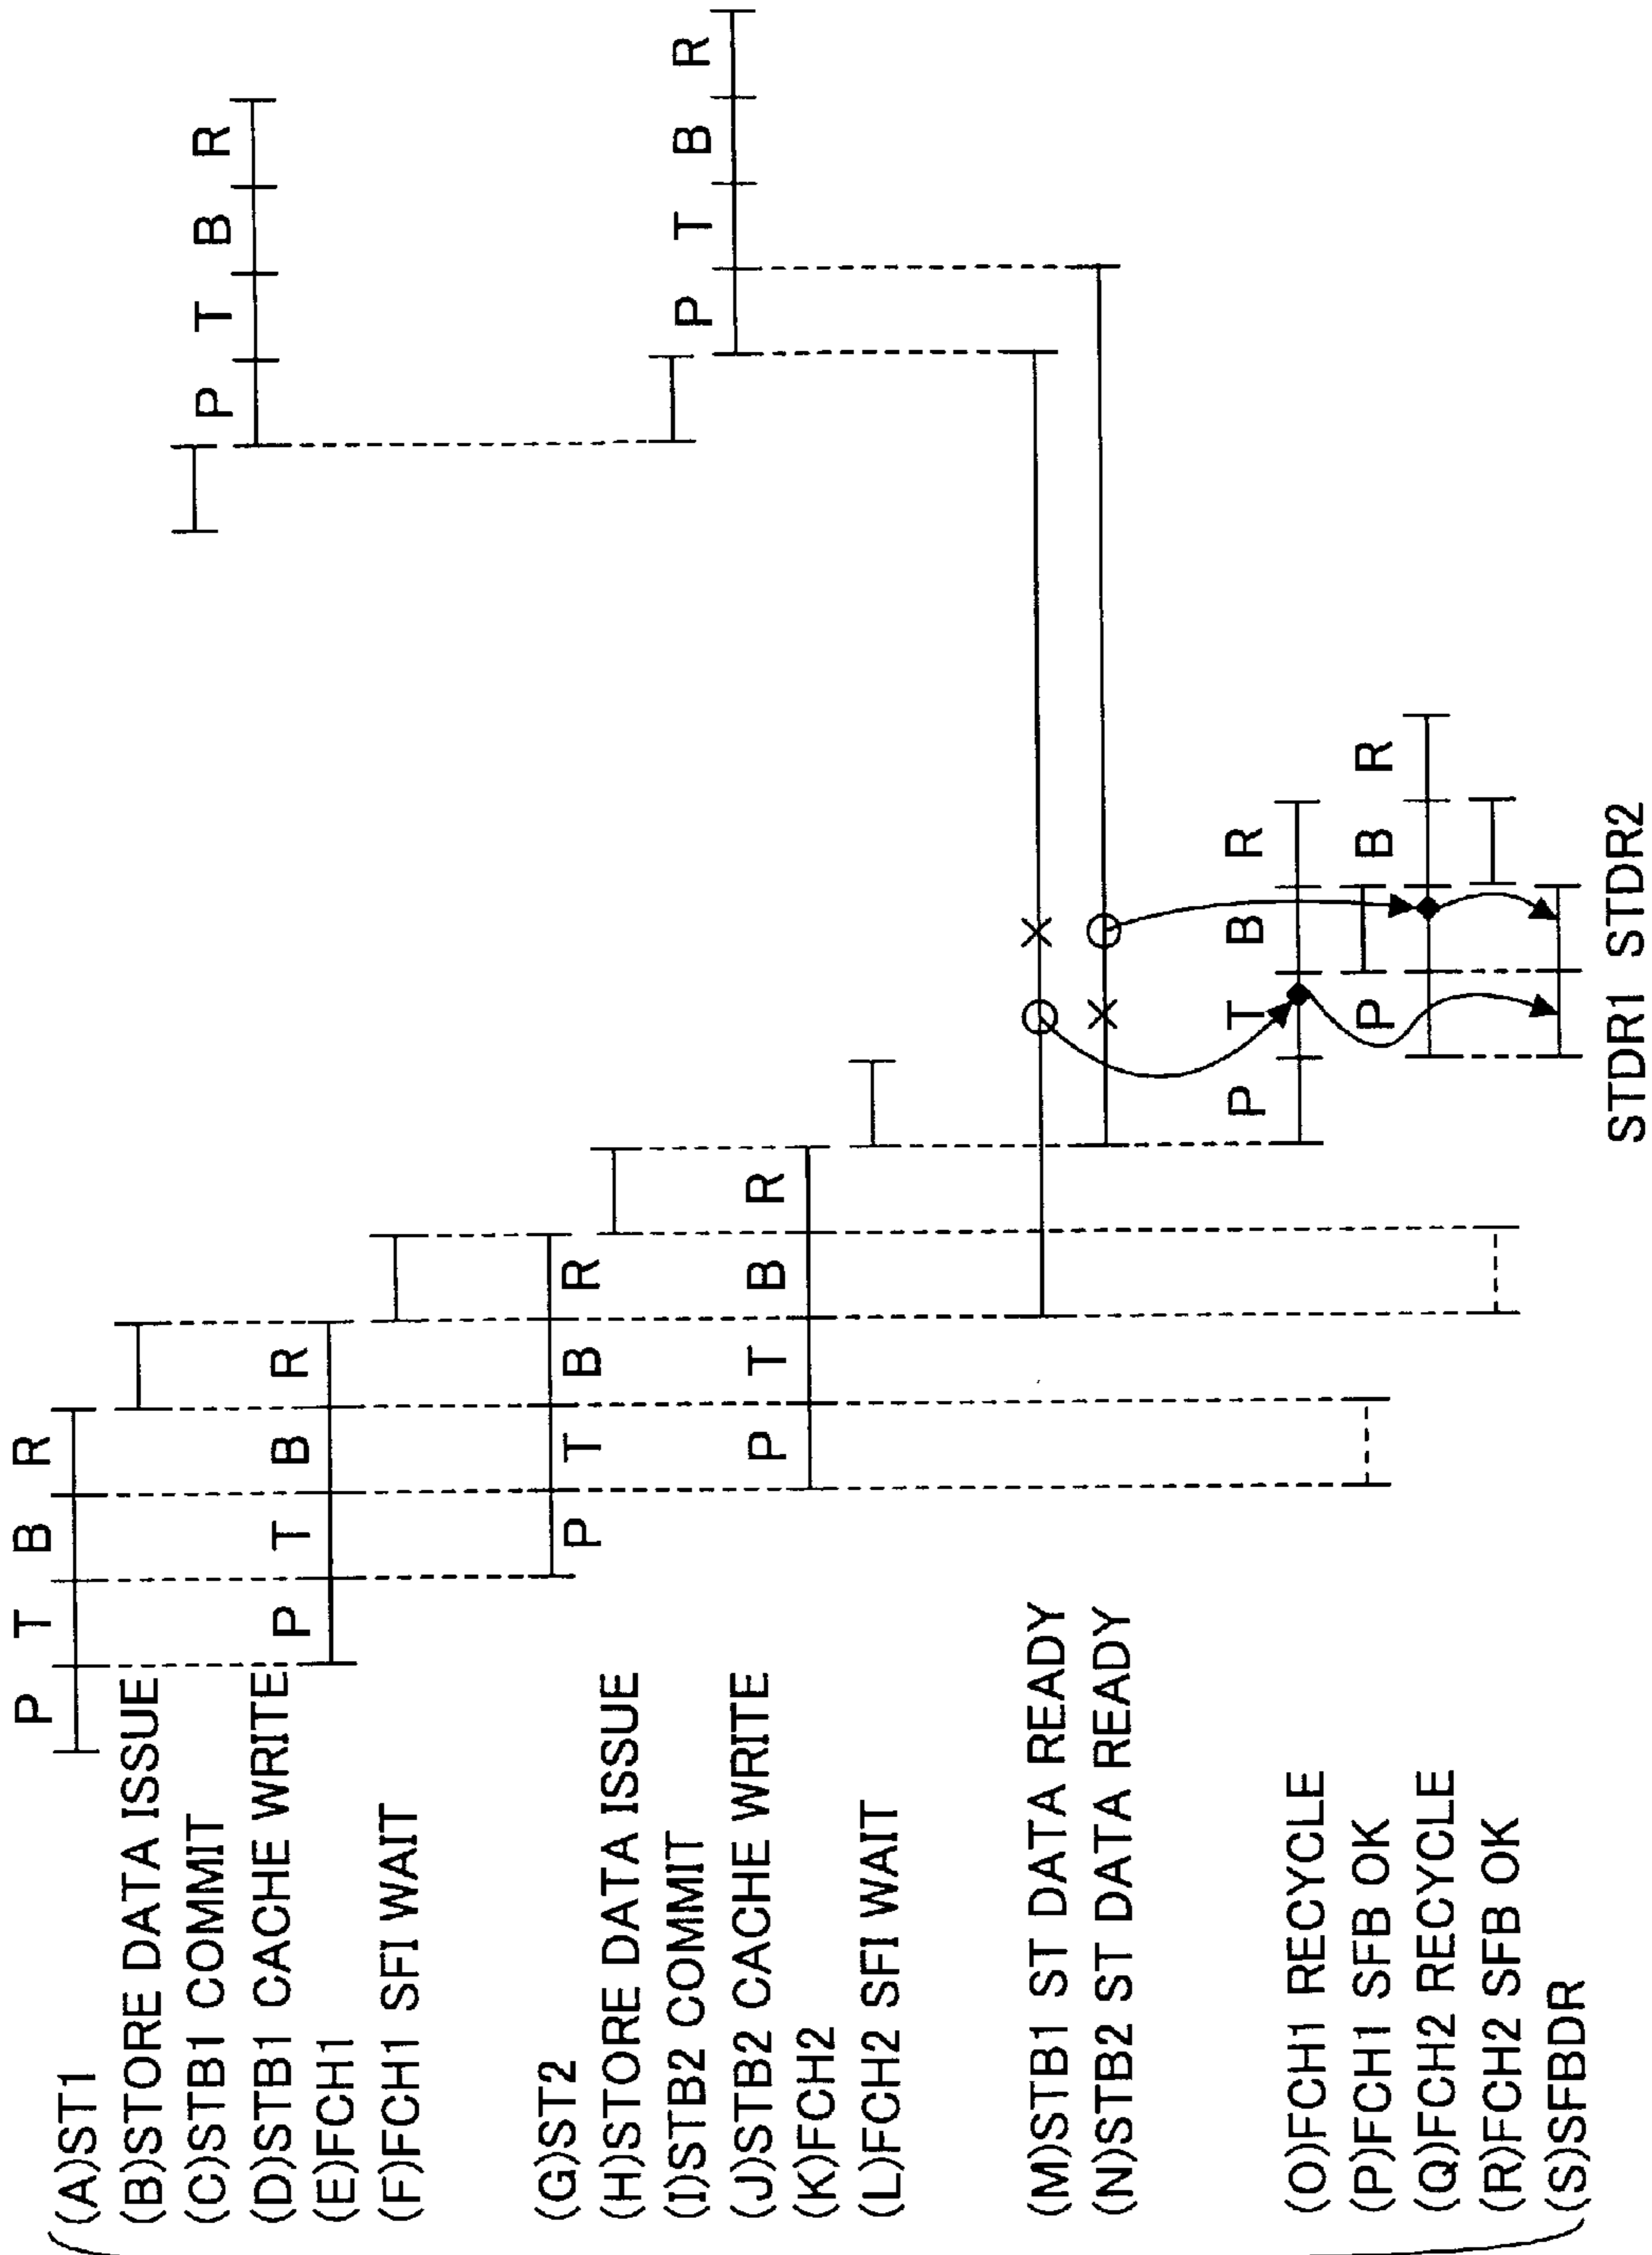 (A)ST1
P T B R
(B)STORE DATA ISSUE
(C)STB1 COMMIT
(D)STB1 CACHE WRITE
P T B R
(E)FCH1
P T B R
(F)FCH1 SFI WAIT
(G)ST2
P T B R
(H)STORE DATA ISSUE
(I)STB2 COMMIT
(J)STB2 CACHE WRITE
P T B R
(K)FCH2
P T B R
(L)FCH2 SFI WAIT
(M)STB1 ST DATA READY
(N)STB2 ST DATA READY
(O)FCH1 RECYCLE
P T B R
(P)FCH1 SFB OK
(Q)FCH2 RECYCLE
P B R
(R)FCH2 SFB OK
(S)SFBDR
STDR1 STDR2